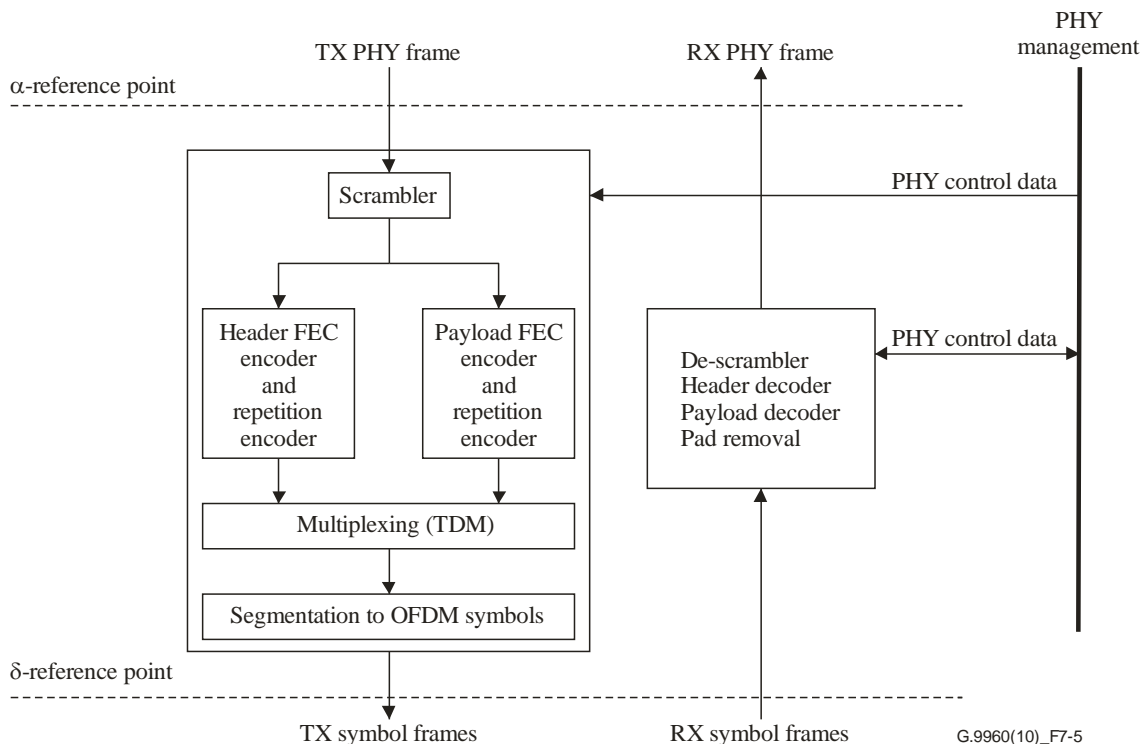 PHY
management
TX PHY frame
RX PHY frame
α-reference point
Scrambler
PHY control data
Header FEC
encoder
and
repetition
encoder
Payload FEC
encoder
and
repetition
encoder
De-scrambler
Header decoder
Payload decoder
Pad removal
PHY control data
Multiplexing (TDM)
Segmentation to OFDM symbols
δ-reference point
TX symbol frames
RX symbol frames
G.9960(10)_F7-5